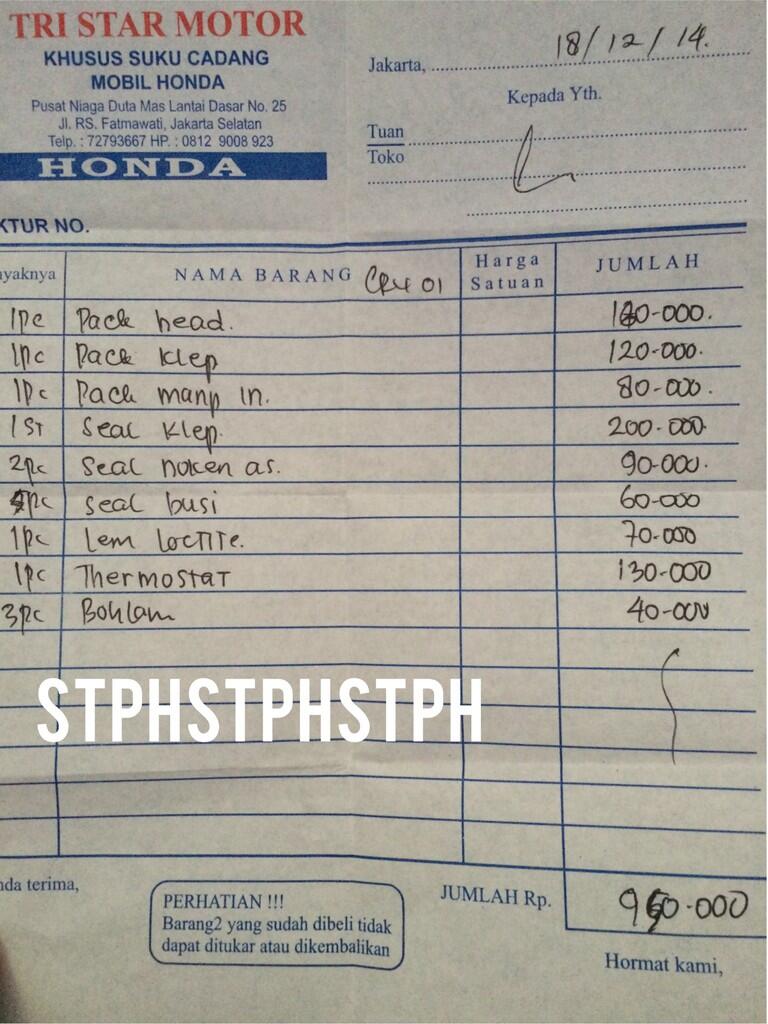 TRI STAR MOTOR
KHUSUS SUKU CADANG
MOBIL HONDA
Pusat Niaga Duta Mas Lantai Dasar No. 25
Jl. RS. Fatmawati, Jakarta Selatan
Telp. : 72793667 HP. : 0812 9008 923
HONDA
Jakarta, 18/12/14.
Kepada Yth.
Tuan
Toko
KTUR NO.
yaknya NAMA BARANG CRV 01 Harga Satuan JUMLAH
1pc Pack head.
1pc Pack klep 120-000.
1pc Pack manp in. 80-000.
1ST Seal klep. 200-000
2pc Seal noken as. 90-000.
Seal busi 60-000
1pc Lem loctite. 70-000
1pc Thermostat 130-000
3pc Bohlam 40-000
STPHSTPHSTPH
nda terima,
PERHATIAN !!!
Barang2 yang sudah dibeli tidak
dapat ditukar atau dikembalikan
JUMLAH Rp.
Hormat kami,